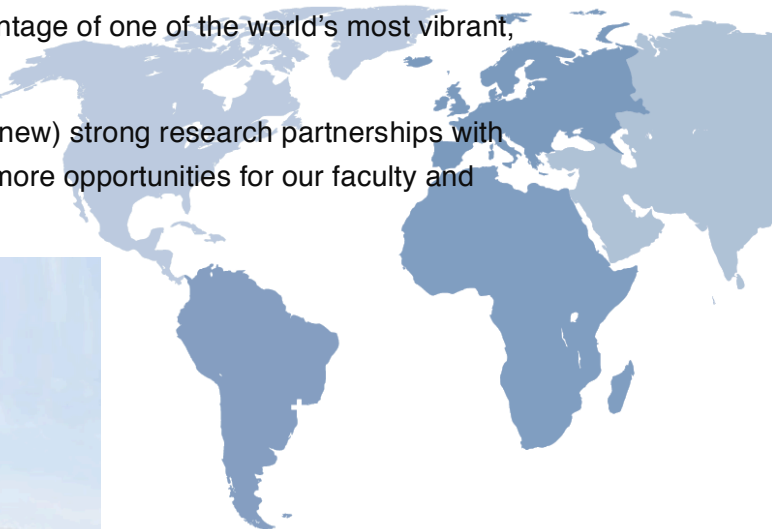 ntage of one of the world’s most vibrant,
new) strong research partnerships with
more opportunities for our faculty and